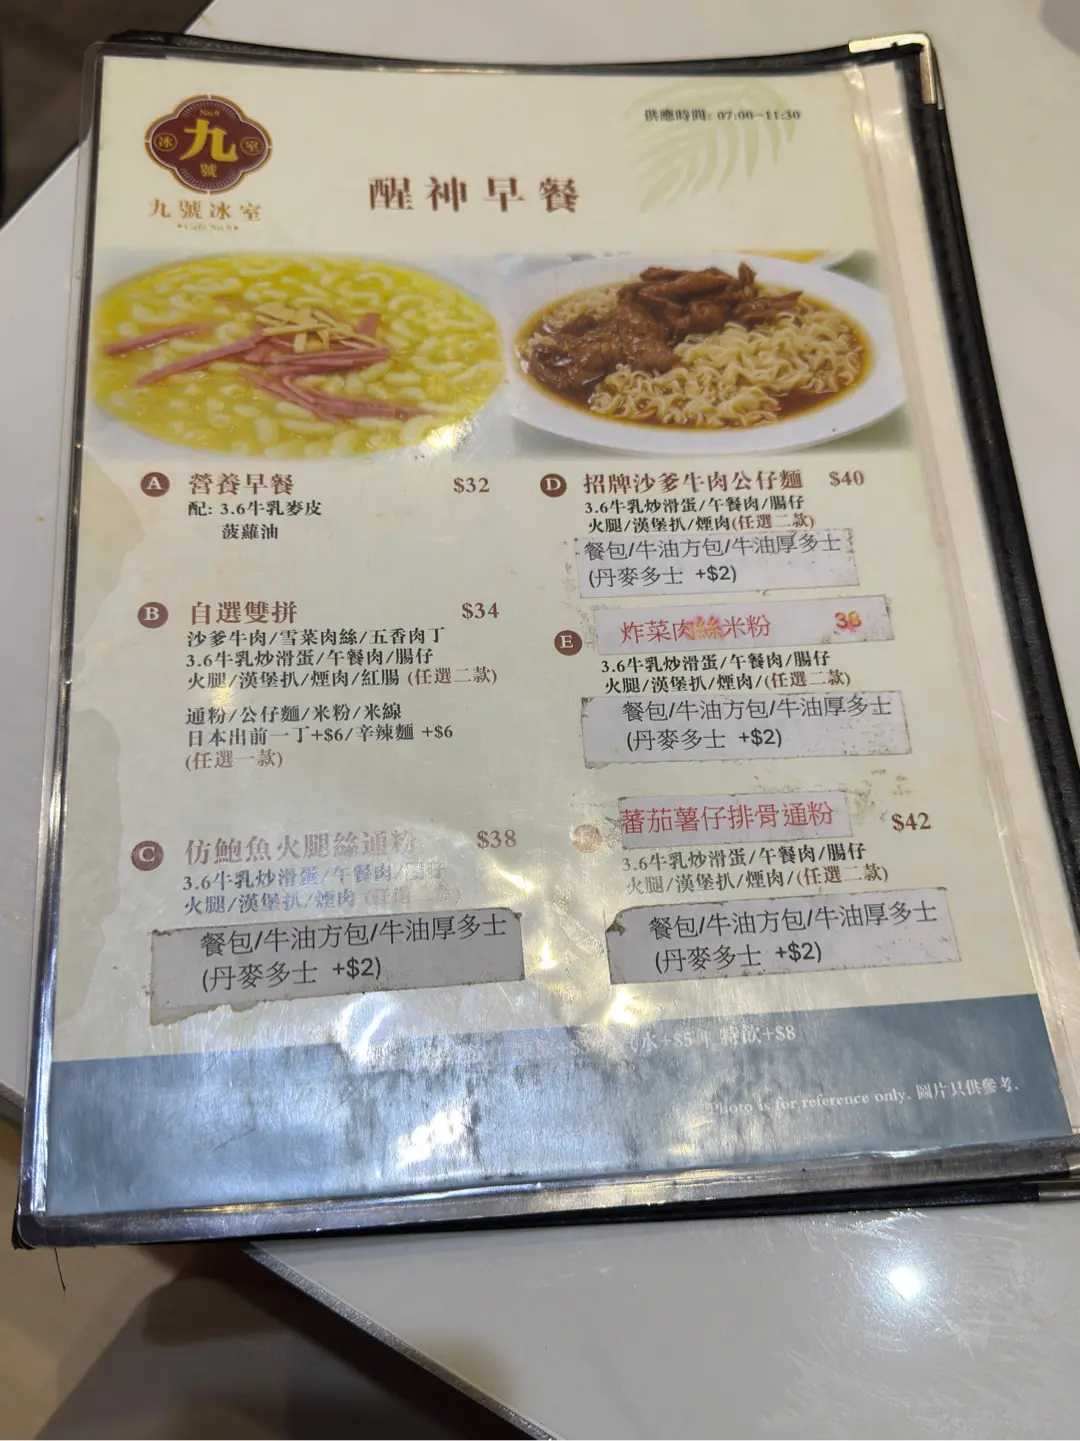 No.9
冰 九 室
號
九號冰室
Café No.9
供應時間: 07:00-11:30
醒神早餐
A 營養早餐 $32
配: 3.6牛乳麥皮
菠蘿油
B 自選雙拼 $34
沙爹牛肉/雪菜肉絲/五香肉丁
3.6牛乳炒滑蛋/午餐肉/腸仔
火腿/漢堡扒/煙肉/紅腸 (任選二款)
通粉/公仔麵/米粉/米線
日本出前一丁+$6/辛辣麵 +$6
(任選一款)
C 仿鮑魚火腿絲通粉 $38
3.6牛乳炒滑蛋/午餐肉/腸仔
火腿/漢堡扒/煙肉 (任選二款)
餐包/牛油方包/牛油厚多士
(丹麥多士 +$2)
D 招牌沙爹牛肉公仔麵 $40
3.6牛乳炒滑蛋/午餐肉/腸仔
火腿/漢堡扒/煙肉(任選二款)
餐包/牛油方包/牛油厚多士
(丹麥多士 +$2)
E 炸菜肉絲米粉 38
3.6牛乳炒滑蛋/午餐肉/腸仔
火腿/漢堡扒/煙肉/(任選二款)
餐包/牛油方包/牛油厚多士
(丹麥多士 +$2)
F 蕃茄薯仔排骨通粉 $42
3.6牛乳炒滑蛋/午餐肉/腸仔
火腿/漢堡扒/煙肉/(任選二款)
餐包/牛油方包/牛油厚多士
(丹麥多士 +$2)
水+$5 特飲+$8
Photo is for reference only. 圖片只供參考.